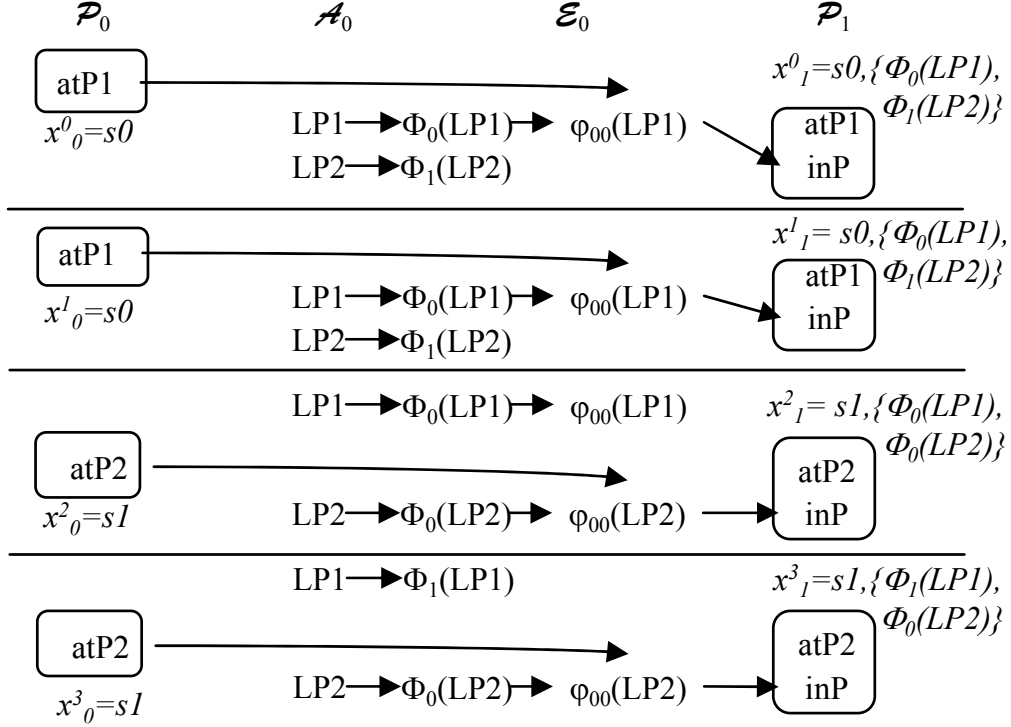 𝒫₀ 𝒜₀ ℰ₀ 𝒫₁
atP1
x⁰₀=s0
LP1 Φ₀(LP1) φ₀₀(LP1)
LP2 Φ₁(LP2)
x⁰₁=s0,{Φ₀(LP1),
Φ₁(LP2)}
atP1
inP
atP1
x¹₀=s0
LP1 Φ₀(LP1) φ₀₀(LP1)
LP2 Φ₁(LP2)
x¹₁= s0,{Φ₀(LP1),
Φ₁(LP2)}
atP1
inP
LP1 Φ₀(LP1) φ₀₀(LP1)
atP2
x²₀=s1
LP2 Φ₀(LP2) φ₀₀(LP2)
x²₁= s1,{Φ₀(LP1),
Φ₀(LP2)}
atP2
inP
LP1 Φ₁(LP1)
atP2
x³₀=s1
LP2 Φ₀(LP2) φ₀₀(LP2)
x³₁=s1,{Φ₁(LP1),
Φ₀(LP2)}
atP2
inP